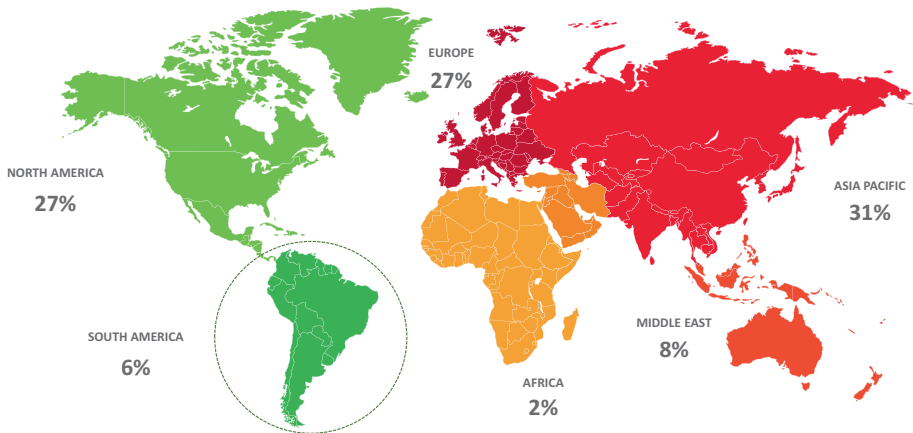 EUROPE
27%
NORTH AMERICA
27%
ASIA PACIFIC
31%
SOUTH AMERICA
6%
MIDDLE EAST
8%
AFRICA
2%